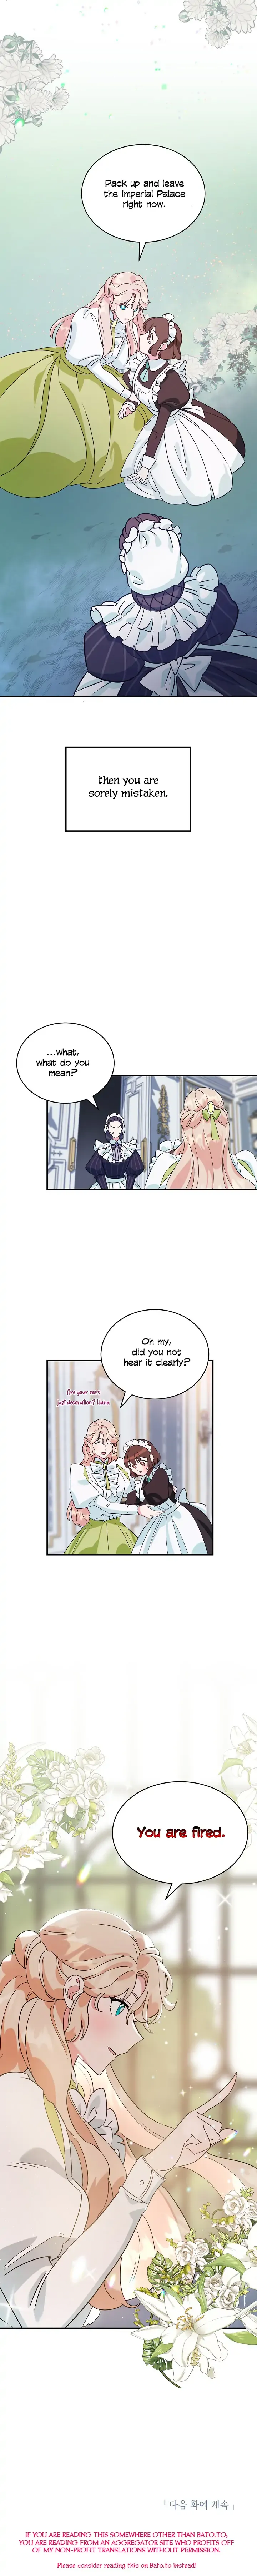 Pack up and leave
the Imperial Palace
right now.
then you are
sorely mistaken.
...what,
what do you
mean?
Oh my,
did you not
hear it clearly?
Are your ears
just decoration? Hama
You are fired.
「 다음 화에 계속 」
IF YOU ARE READING THIS SOMEWHERE OTHER THAN BATO.TO,
YOU ARE READING FROM AN AGGREGATOR SITE WHO PROFITS OFF
OF MY NON-PROFIT TRANSLATIONS WITHOUT PERMISSION.
Please consider reading this on Bato.to instead!